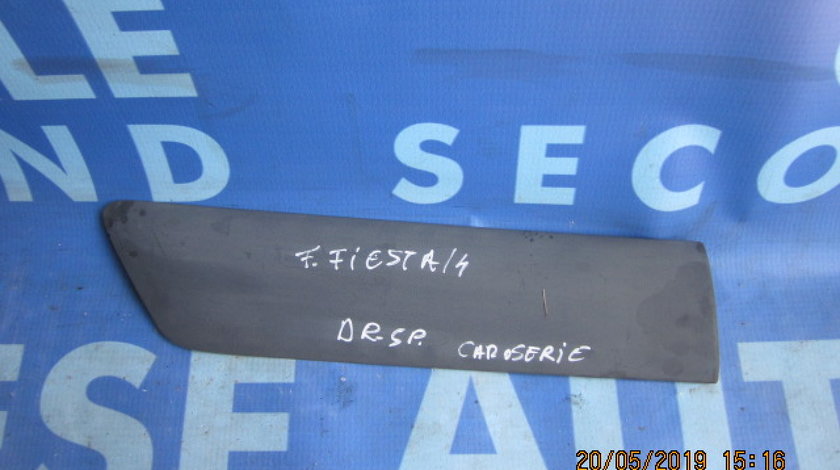 LE
ND SECO
F. FIESTA/4
DR.SP. CAROSERIE
ESE AUT
20/05/2019 15:16